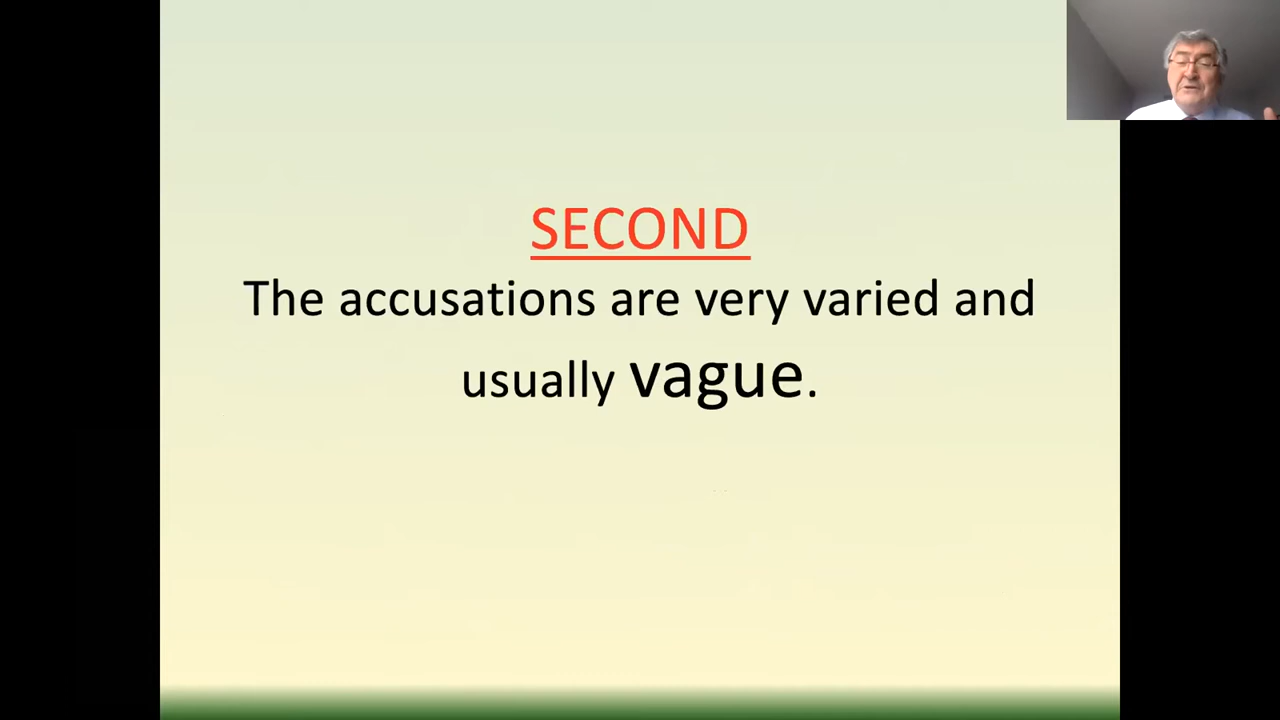 SECOND
The accusations are very varied and
usually vague.